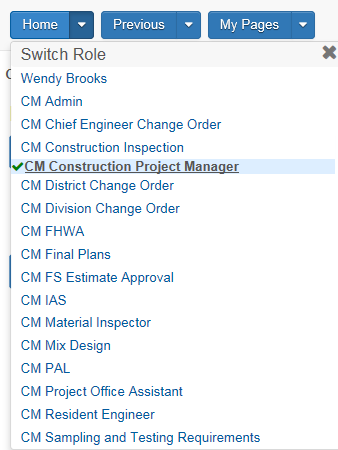 Home Previous My Pages
Switch Role
Wendy Brooks
CM Admin
CM Chief Engineer Change Order
CM Construction Inspection
CM Construction Project Manager
CM District Change Order
CM Division Change Order
CM FHWA
CM Final Plans
CM FS Estimate Approval
CM IAS
CM Material Inspector
CM Mix Design
CM PAL
CM Project Office Assistant
CM Resident Engineer
CM Sampling and Testing Requirements